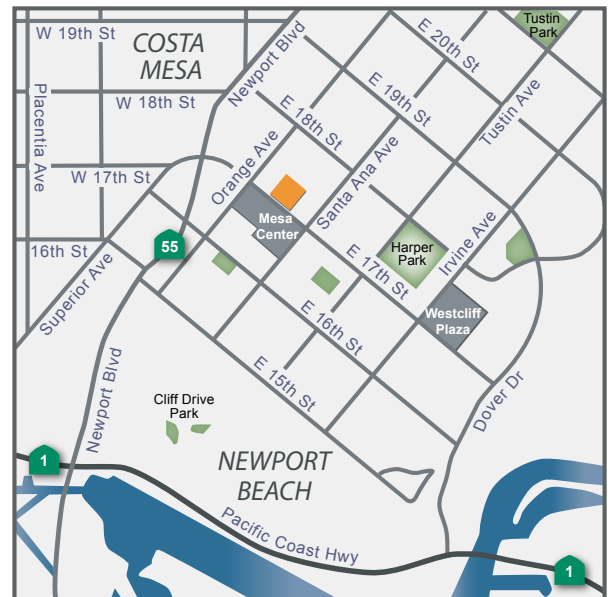 Tustin
Park
W 19th St
COSTA
MESA
Newport Blvd
E 20th St
Placentia Ave
W 18th St
E 19th St
Tustin Ave
E 18th St
Orange Ave
Santa Ana Ave
W 17th St
Mesa
Center
Irvine Ave
16th St
55
Harper
Park
E 17th St
Superior Ave
E 16th St
Westcliff
Plaza
Newport Blvd
E 15th St
Dover Dr
Cliff Drive
Park
1
NEWPORT
BEACH
Pacific Coast Hwy
1